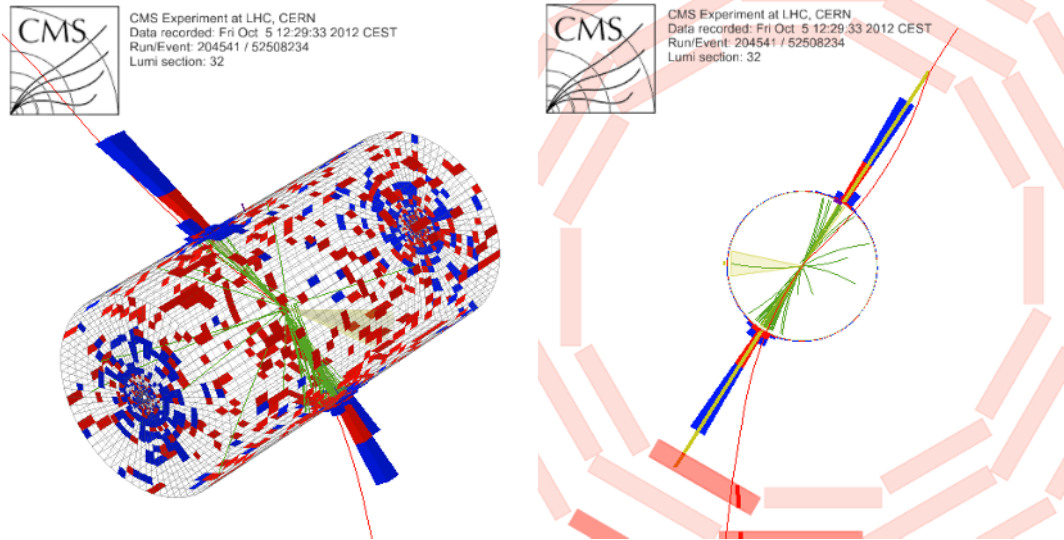 CMS
CMS Experiment at LHC, CERN
Data recorded: Fri Oct 5 12:29:33 2012 CEST
Run/Event: 204541 / 52508234
Lumi section: 32
CMS
CMS Experiment at LHC, CERN
Data recorded: Fri Oct 5 12:29:33 2012 CEST
Run/Event: 204541 / 52508234
Lumi section: 32